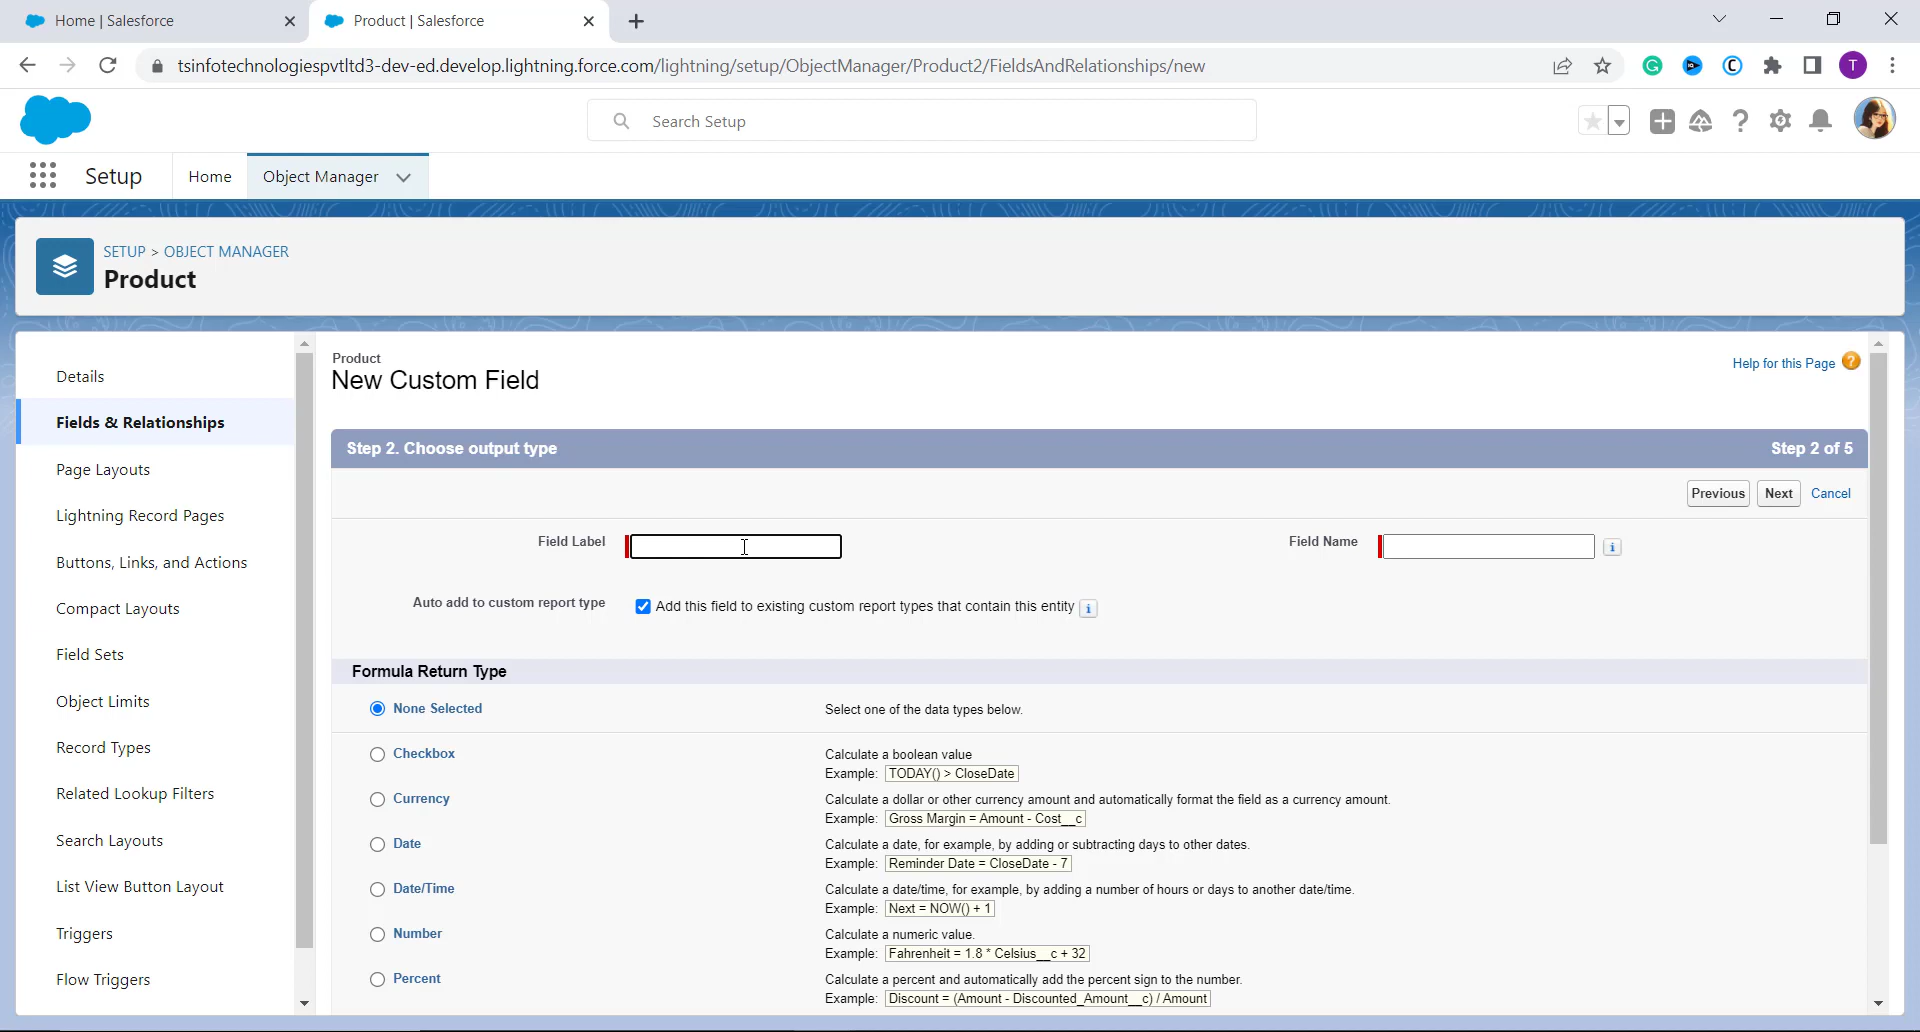 Home | Salesforce
Product | Salesforce
tsinfotechnologiespvtltd3-dev-ed.develop.lightning.force.com/lightning/setup/ObjectManager/Product2/FieldsAndRelationships/new
T
Search Setup
Setup
Home
Object Manager
SETUP > OBJECT MANAGER
Product
Details
Fields & Relationships
Page Layouts
Lightning Record Pages
Buttons, Links, and Actions
Compact Layouts
Field Sets
Object Limits
Record Types
Related Lookup Filters
Search Layouts
List View Button Layout
Triggers
Flow Triggers
Product
New Custom Field
Help for this Page ?
Step 2. Choose output type
Step 2 of 5
Previous
Next
Cancel
Field Label
Field Name
i
Auto add to custom report type
Add this field to existing custom report types that contain this entity i
Formula Return Type
None Selected
Select one of the data types below.
Checkbox
Calculate a boolean value
Example: TODAY() > CloseDate
Currency
Calculate a dollar or other currency amount and automatically format the field as a currency amount.
Example: Gross Margin = Amount - Cost__c
Date
Calculate a date, for example, by adding or subtracting days to other dates.
Example: Reminder Date = CloseDate - 7
Date/Time
Calculate a date/time, for example, by adding a number of hours or days to another date/time.
Example: Next = NOW() + 1
Number
Calculate a numeric value.
Example: Fahrenheit = 1.8 * Celsius__c + 32
Percent
Calculate a percent and automatically add the percent sign to the number.
Example: Discount = (Amount - Discounted_Amount__c) / Amount